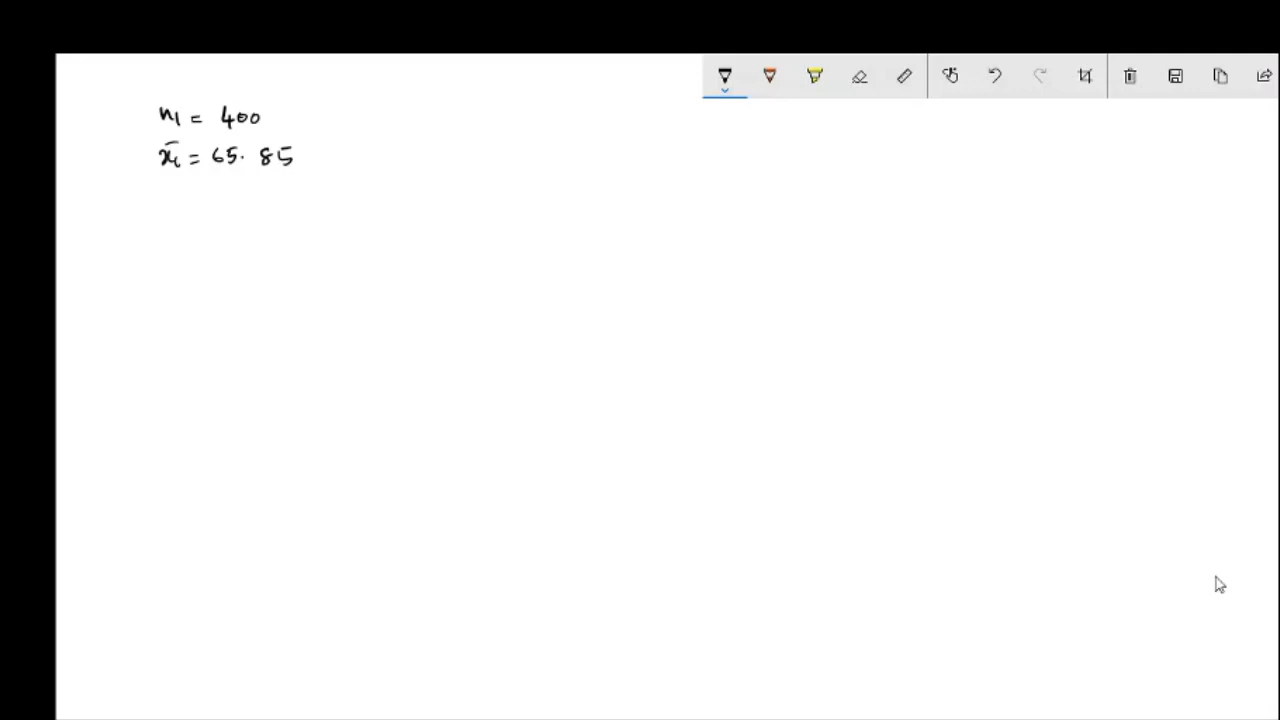 n₁ = 400
x̄₁ = 65. 85